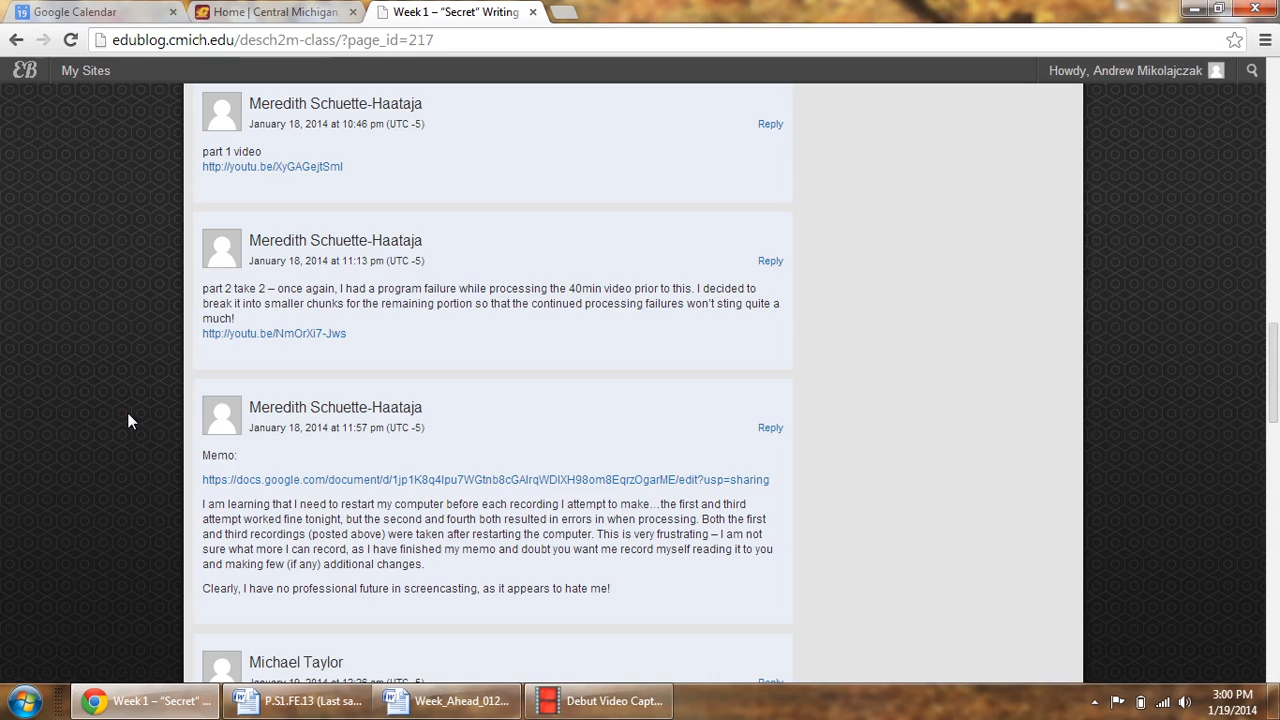 Google Calendar
Home | Central Michigan
Week 1 – “Secret” Writing
edublog.cmich.edu/desch2m-class/?page_id=217
EB
My Sites
Howdy, Andrew Mikolajczak
Meredith Schuette-Haataja
January 18, 2014 at 10:46 pm (UTC -5)
Reply
part 1 video
http://youtu.be/XyGAGejtSmI
Meredith Schuette-Haataja
January 18, 2014 at 11:13 pm (UTC -5)
Reply
part 2 take 2 – once again, I had a program failure while processing the 40min video prior to this. I decided to
break it into smaller chunks for the remaining portion so that the continued processing failures won’t sting quite a
much!
http://youtu.be/NmOrXi7-Jws
Meredith Schuette-Haataja
January 18, 2014 at 11:57 pm (UTC -5)
Reply
Memo:
https://docs.google.com/document/d/1jp1K8q4lpu7WGtnb8cGAlrqWDIXH98om8EqrzOgarME/edit?usp=sharing
I am learning that I need to restart my computer before each recording I attempt to make…the first and third
attempt worked fine tonight, but the second and fourth both resulted in errors in when processing. Both the first
and third recordings (posted above) were taken after restarting the computer. This is very frustrating – I am not
sure what more I can record, as I have finished my memo and doubt you want me record myself reading it to you
and making few (if any) additional changes.
Clearly, I have no professional future in screencasting, as it appears to hate me!
Michael Taylor
Reply
Week 1 – “Secret” ...
P.S1.FE.13 (Last sa...
Week_Ahead_012...
Debut Video Capt...
3:00 PM
1/19/2014